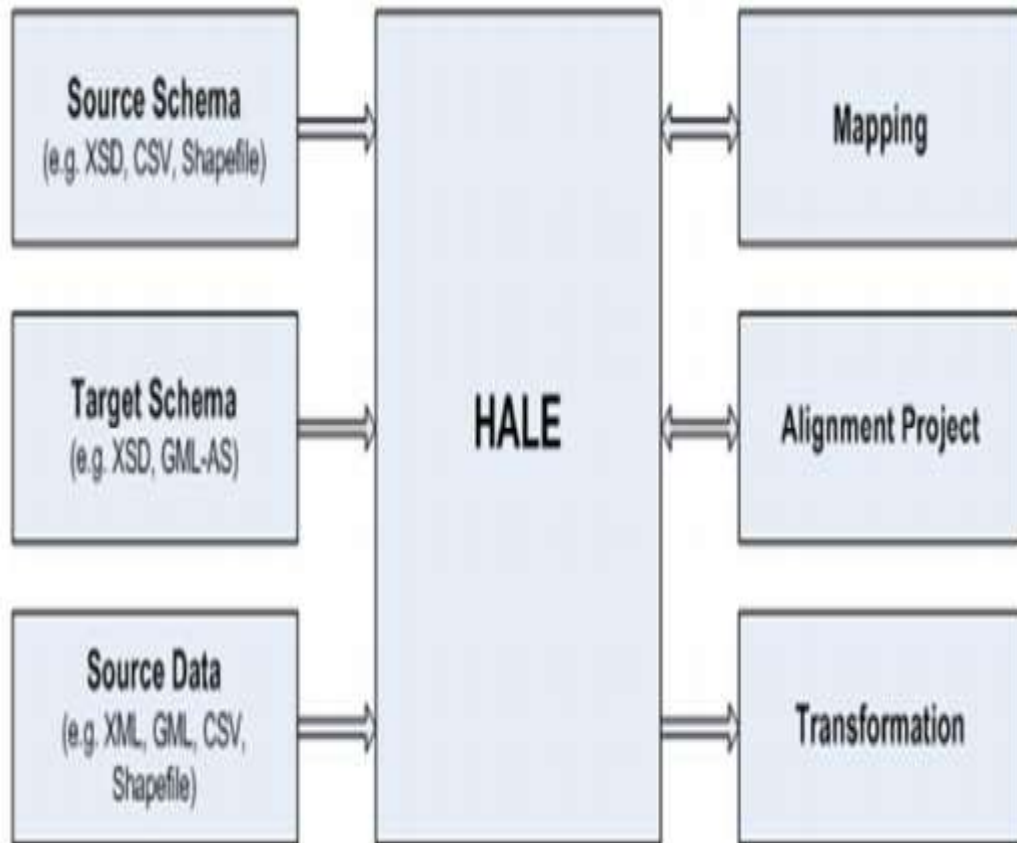 Source Schema
(e.g. XSD, CSV, Shapefile)
Target Schema
(e.g. XSD, GML-AS)
Source Data
(e.g. XML, GML, CSV,
Shapefile)
HALE
Mapping
Alignment Project
Transformation